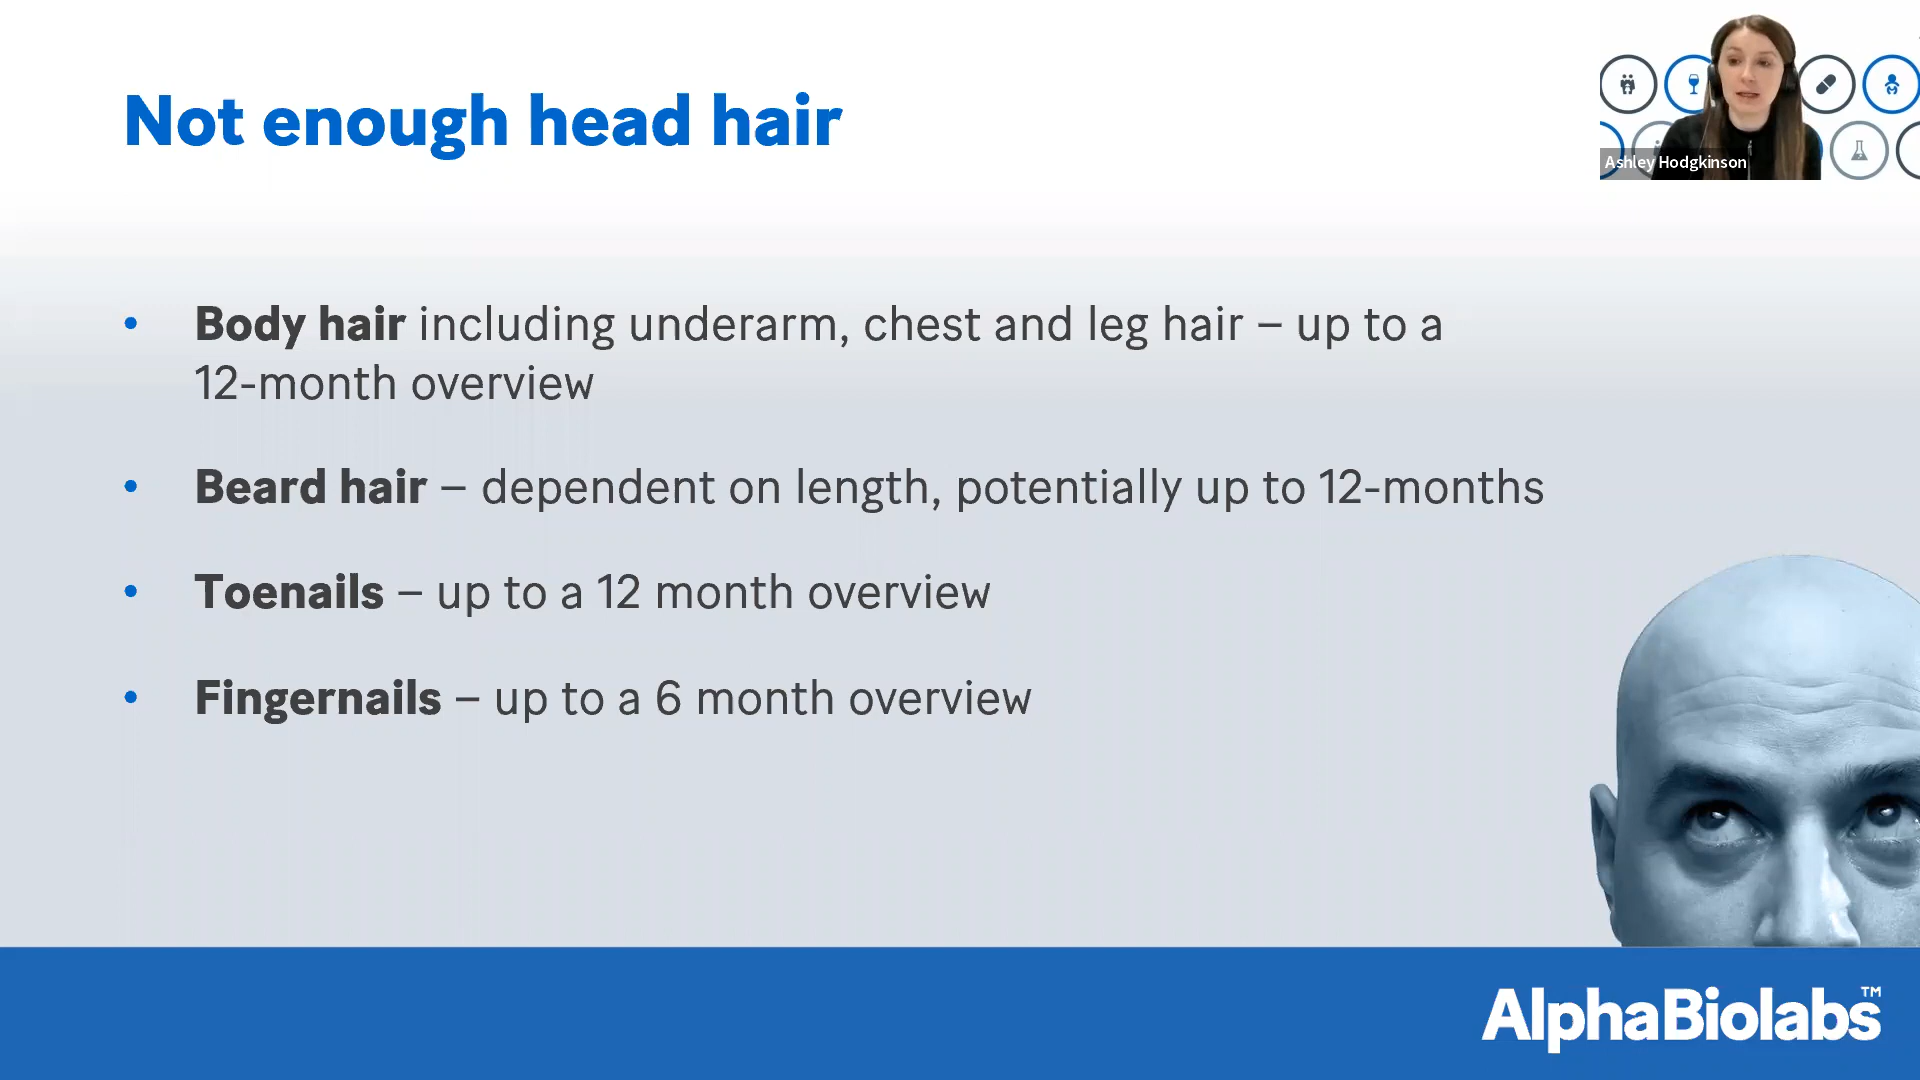 Not enough head hair
Ashley Hodgkinson
• Body hair including underarm, chest and leg hair – up to a
12-month overview
• Beard hair – dependent on length, potentially up to 12-months
• Toenails – up to a 12 month overview
• Fingernails – up to a 6 month overview
AlphaBiolabs™